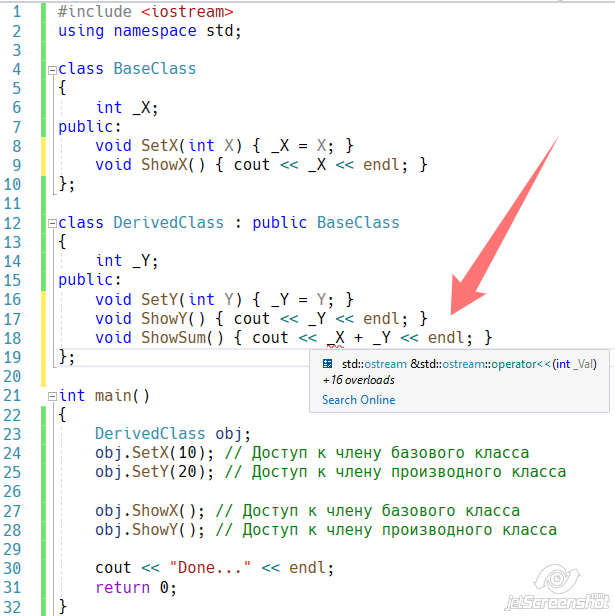 1 #include <iostream>
2 using namespace std;
3
4 class BaseClass
5 {
6 int _X;
7 public:
8 void SetX(int X) { _X = X; }
9 void ShowX() { cout << _X << endl; }
10 };
11
12 class DerivedClass : public BaseClass
13 {
14 int _Y;
15 public:
16 void SetY(int Y) { _Y = Y; }
17 void ShowY() { cout << _Y << endl; }
18 void ShowSum() { cout << _X + _Y << endl; }
19 };
std::ostream &std::ostream::operator<<(int _Val)
20
+16 overloads
21 int main()
Search Online
22 {
23 DerivedClass obj;
24 obj.SetX(10); // Доступ к члену базового класса
25 obj.SetY(20); // Доступ к члену производного класса
26
27 obj.ShowX(); // Доступ к члену базового класса
28 obj.ShowY(); // Доступ к члену производного класса
29
30 cout << "Done..." << endl;
31 return 0;
32 }
jetScreenshot